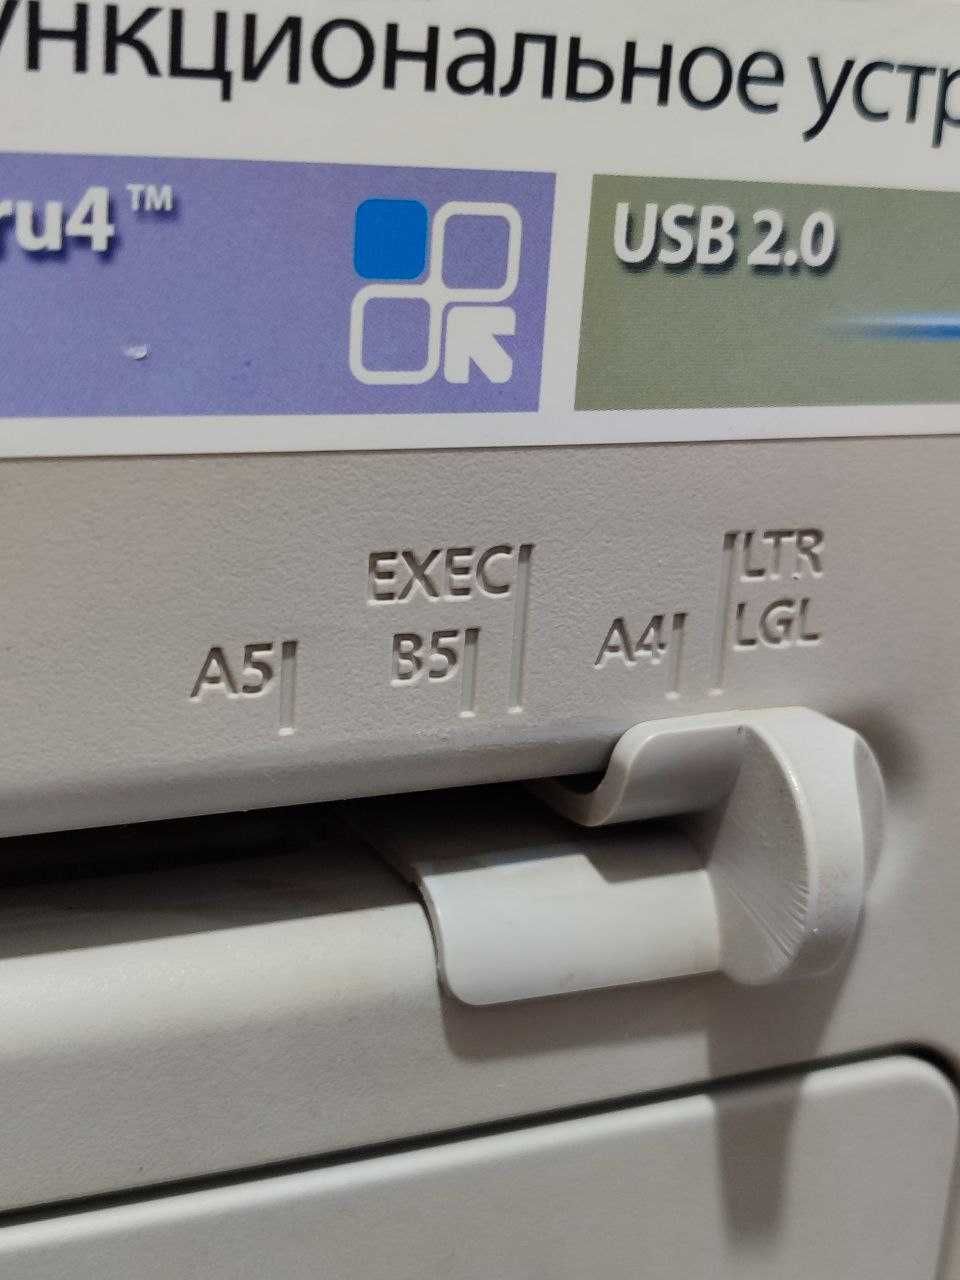 ункциональное устр
ru4™
USB 2.0
EXEC
LTR
A5
B5
A4
LGL